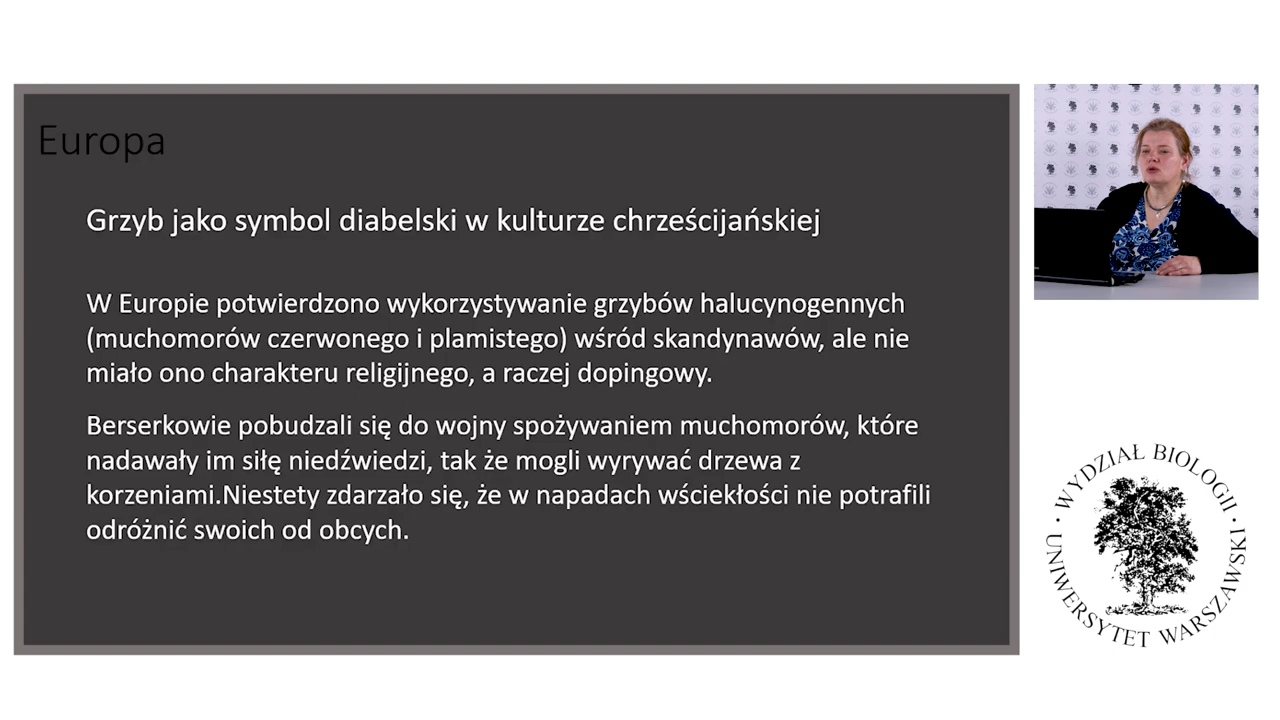 Europa
Grzyb jako symbol diabelski w kulturze chrześcijańskiej
W Europie potwierdzono wykorzystywanie grzybów halucynogennych
(muchomorów czerwonego i plamistego) wśród skandynawów, ale nie
miało ono charakteru religijnego, a raczej dopingowy.
Berserkowie pobudzali się do wojny spożywaniem muchomorów, które
nadawały im siłę niedźwiedzi, tak że mogli wyrywać drzewa z
korzeniami.Niestety zdarzało się, że w napadach wściekłości nie potrafili
odróżnić swoich od obcych.
· WYDZIAŁ BIOLOGII ·
UNIWERSYTET WARSZAWSKI